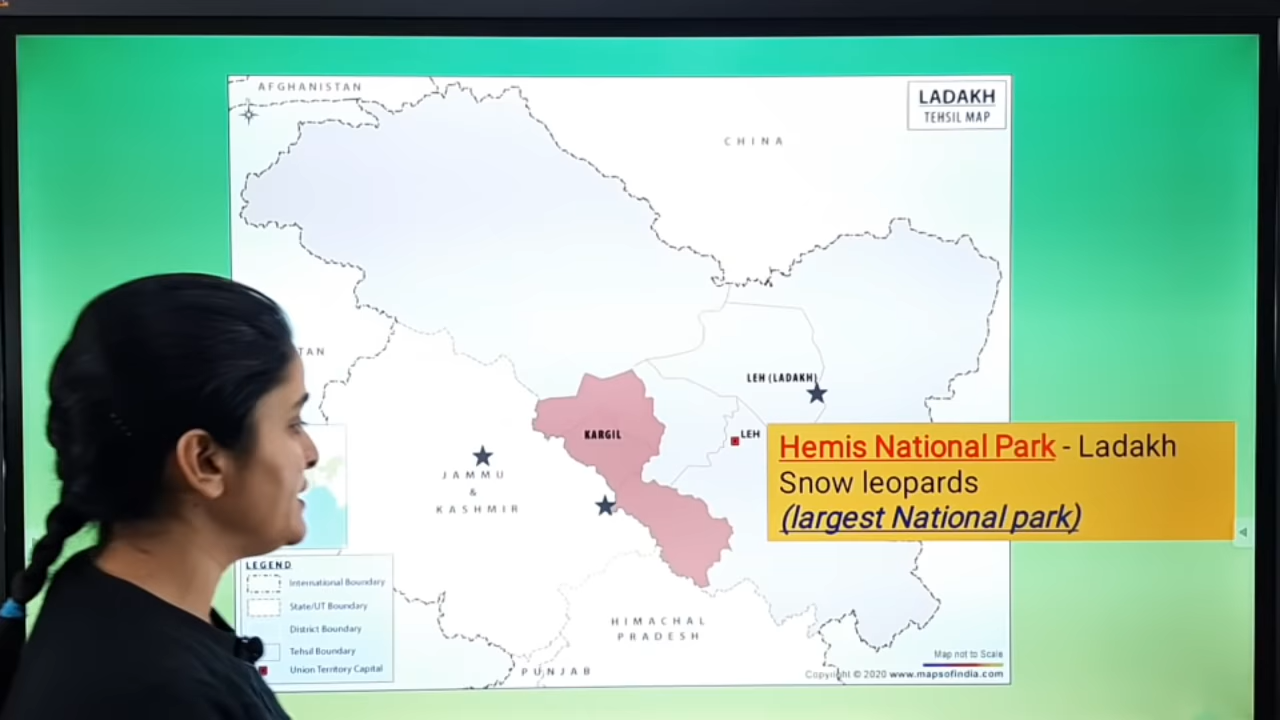 AFGHANISTAN
LADAKH
TEHSIL MAP
CHINA
TAN
LEH (LADAKH)
KARGIL
LEH
Hemis National Park - Ladakh
Snow leopards
(largest National park)
JAMMU
&
KASHMIR
LEGEND
International Boundary
State/UT Boundary
District Boundary
Tehsil Boundary
Union Territory Capital
HIMACHAL
PRADESH
PUNJAB
Map not to Scale
Copyright © 2020 www.mapsofindia.com